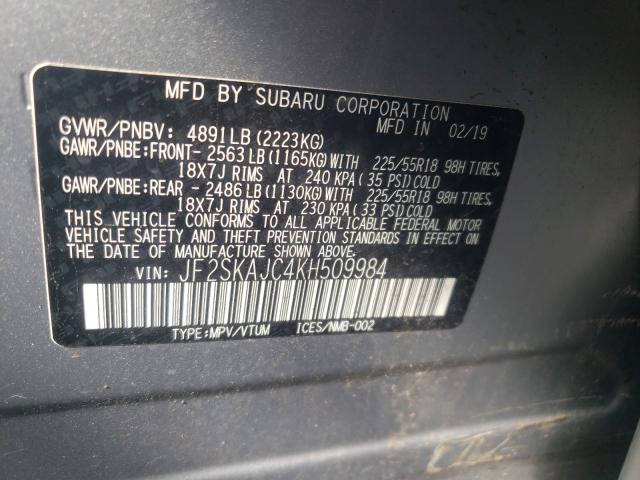 MFD BY SUBARU CORPORATION
GVWR/PNBV: 4891LB (2223KG) MFD IN 02/19
GAWR/PNBE:FRONT- 2563 LB (1165KG) WITH 225/55R18 98H TIRES,
18X7J RIMS AT 240 KPA (35 PSI) COLD
GAWR/PNBE:REAR - 2486 LB (1130KG) WITH 225/55R18 98H TIRES,
18X7J RIMS AT 230 KPA (33 PSI) COLD
THIS VEHICLE CONFORMS TO ALL APPLICABLE FEDERAL MOTOR
VEHICLE SAFETY AND THEFT PREVENTION STANDARDS IN EFFECT ON
THE DATE OF MANUFACTURE SHOWN ABOVE.
VIN: JF2SKAJC4KH509984
TYPE:MPV/VTUM ICES/NMB-002